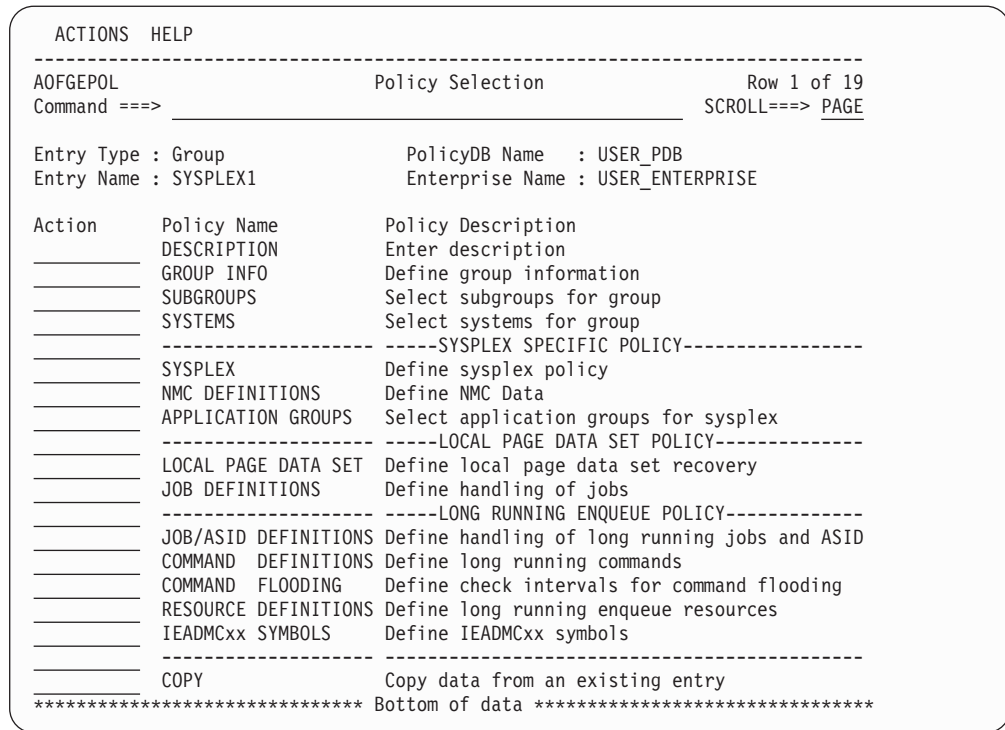 ACTIONS HELP
------------------------------------------------------------------------------
AOFGEPOL Policy Selection Row 1 of 19
Command ===> SCROLL===> PAGE
Entry Type : Group PolicyDB Name : USER_PDB
Entry Name : SYSPLEX1 Enterprise Name : USER_ENTERPRISE
Action Policy Name Policy Description
DESCRIPTION Enter description
GROUP INFO Define group information
SUBGROUPS Select subgroups for group
SYSTEMS Select systems for group
-------------------- -----SYSPLEX SPECIFIC POLICY-----------------
SYSPLEX Define sysplex policy
NMC DEFINITIONS Define NMC Data
APPLICATION GROUPS Select application groups for sysplex
-------------------- -----LOCAL PAGE DATA SET POLICY--------------
LOCAL PAGE DATA SET Define local page data set recovery
JOB DEFINITIONS Define handling of jobs
-------------------- -----LONG RUNNING ENQUEUE POLICY-------------
JOB/ASID DEFINITIONS Define handling of long running jobs and ASID
COMMAND DEFINITIONS Define long running commands
COMMAND FLOODING Define check intervals for command flooding
RESOURCE DEFINITIONS Define long running enqueue resources
IEADMCxx SYMBOLS Define IEADMCxx symbols
-------------------- ---------------------------------------------
COPY Copy data from an existing entry
******************************* Bottom of data ********************************